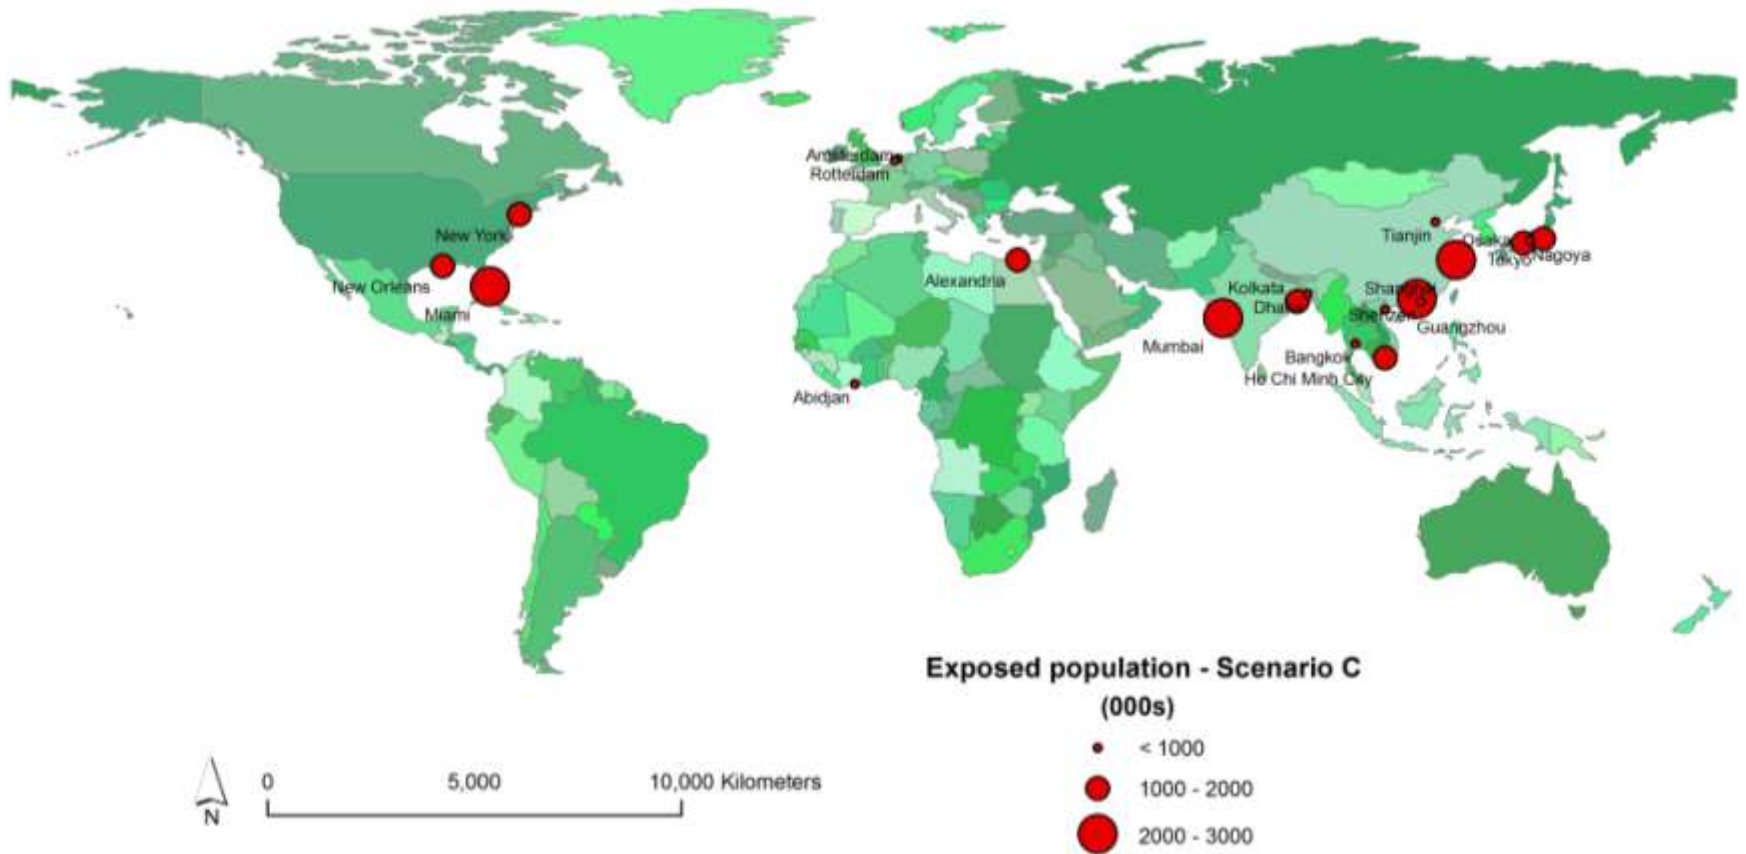 Amsterdam
Rotterdam
New York
Tianjin
Osaka
Tokyo
Nagoya
Alexandria
New Orleans
Kolkata
Dhaka
Shanghai
Miami
Shenzen
Guangzhou
Mumbai
Bangkok
Ho Chi Minh City
Abidjan
Exposed population - Scenario C
(000s)
< 1000
0 5,000 10,000 Kilometers
1000 - 2000
N
2000 - 3000